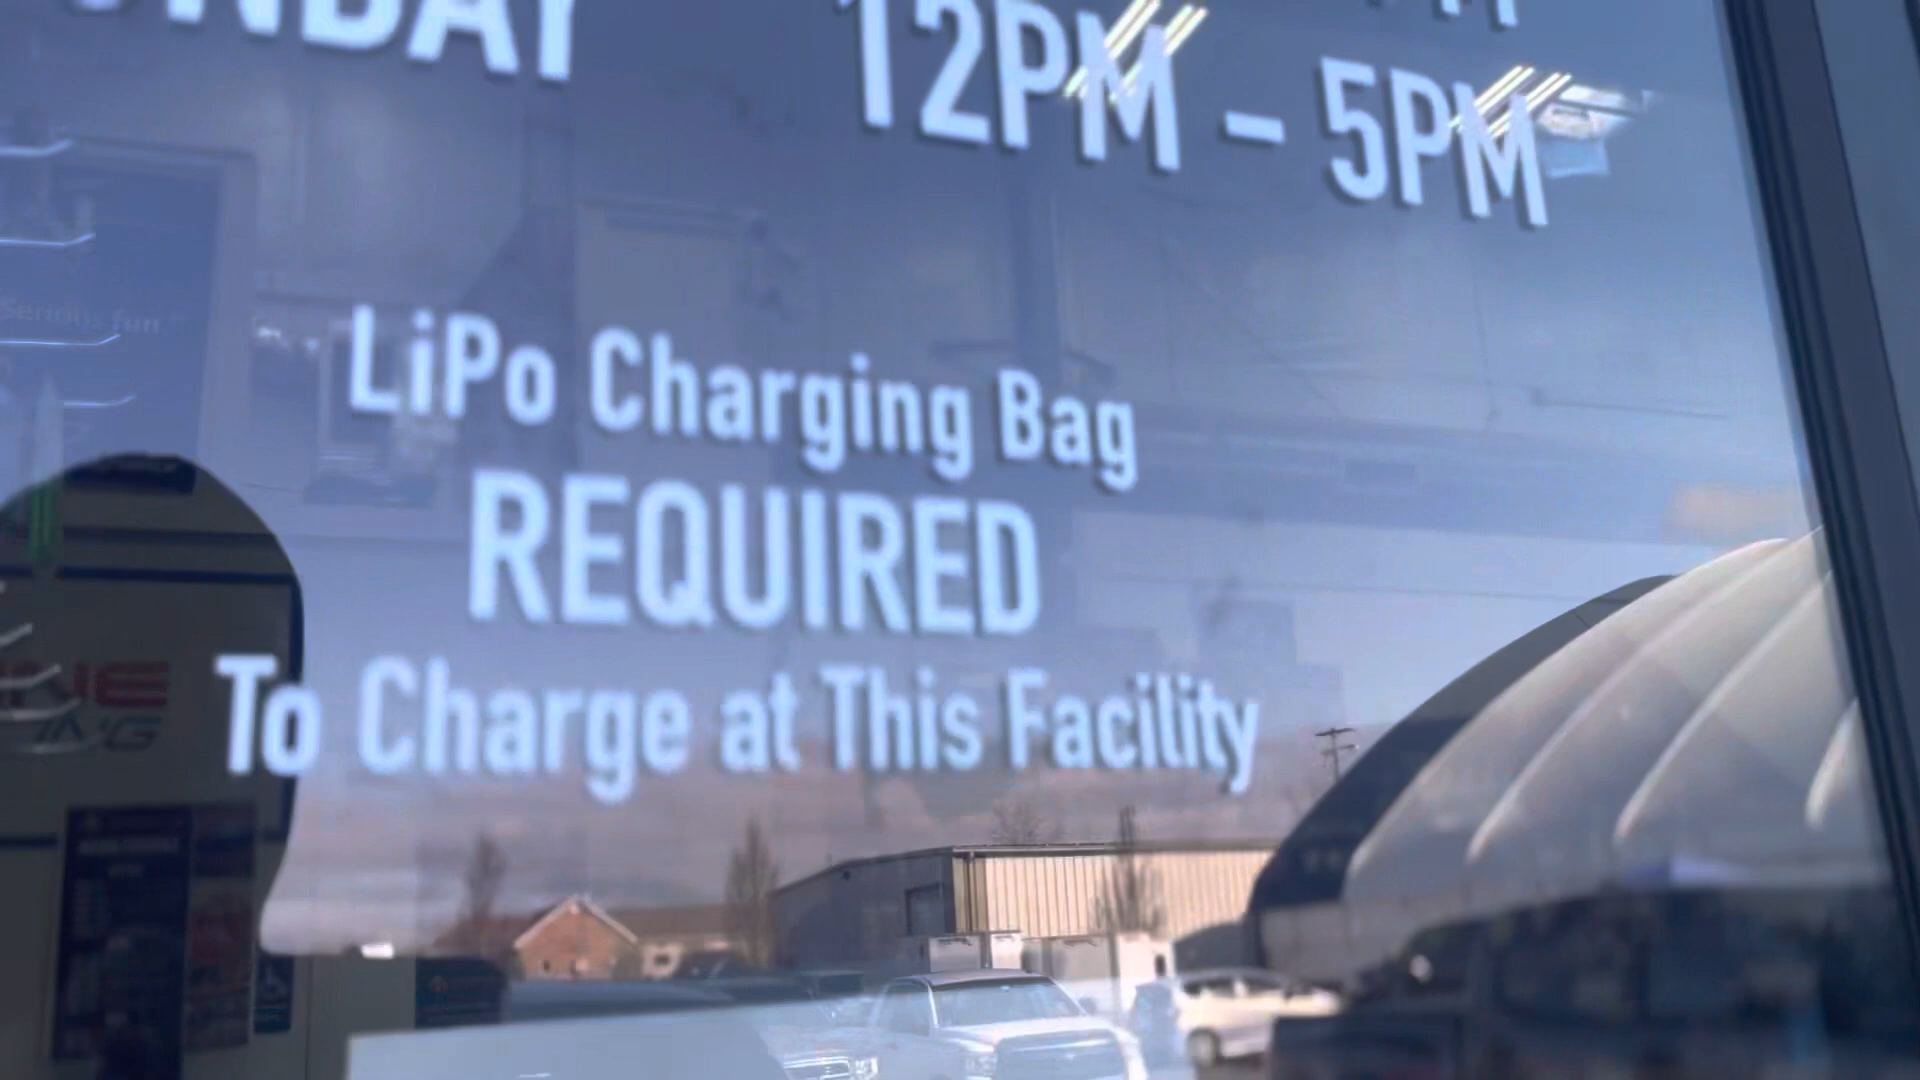 12PM – 5PM
LiPo Charging Bag
REQUIRED
To Charge at This Facility